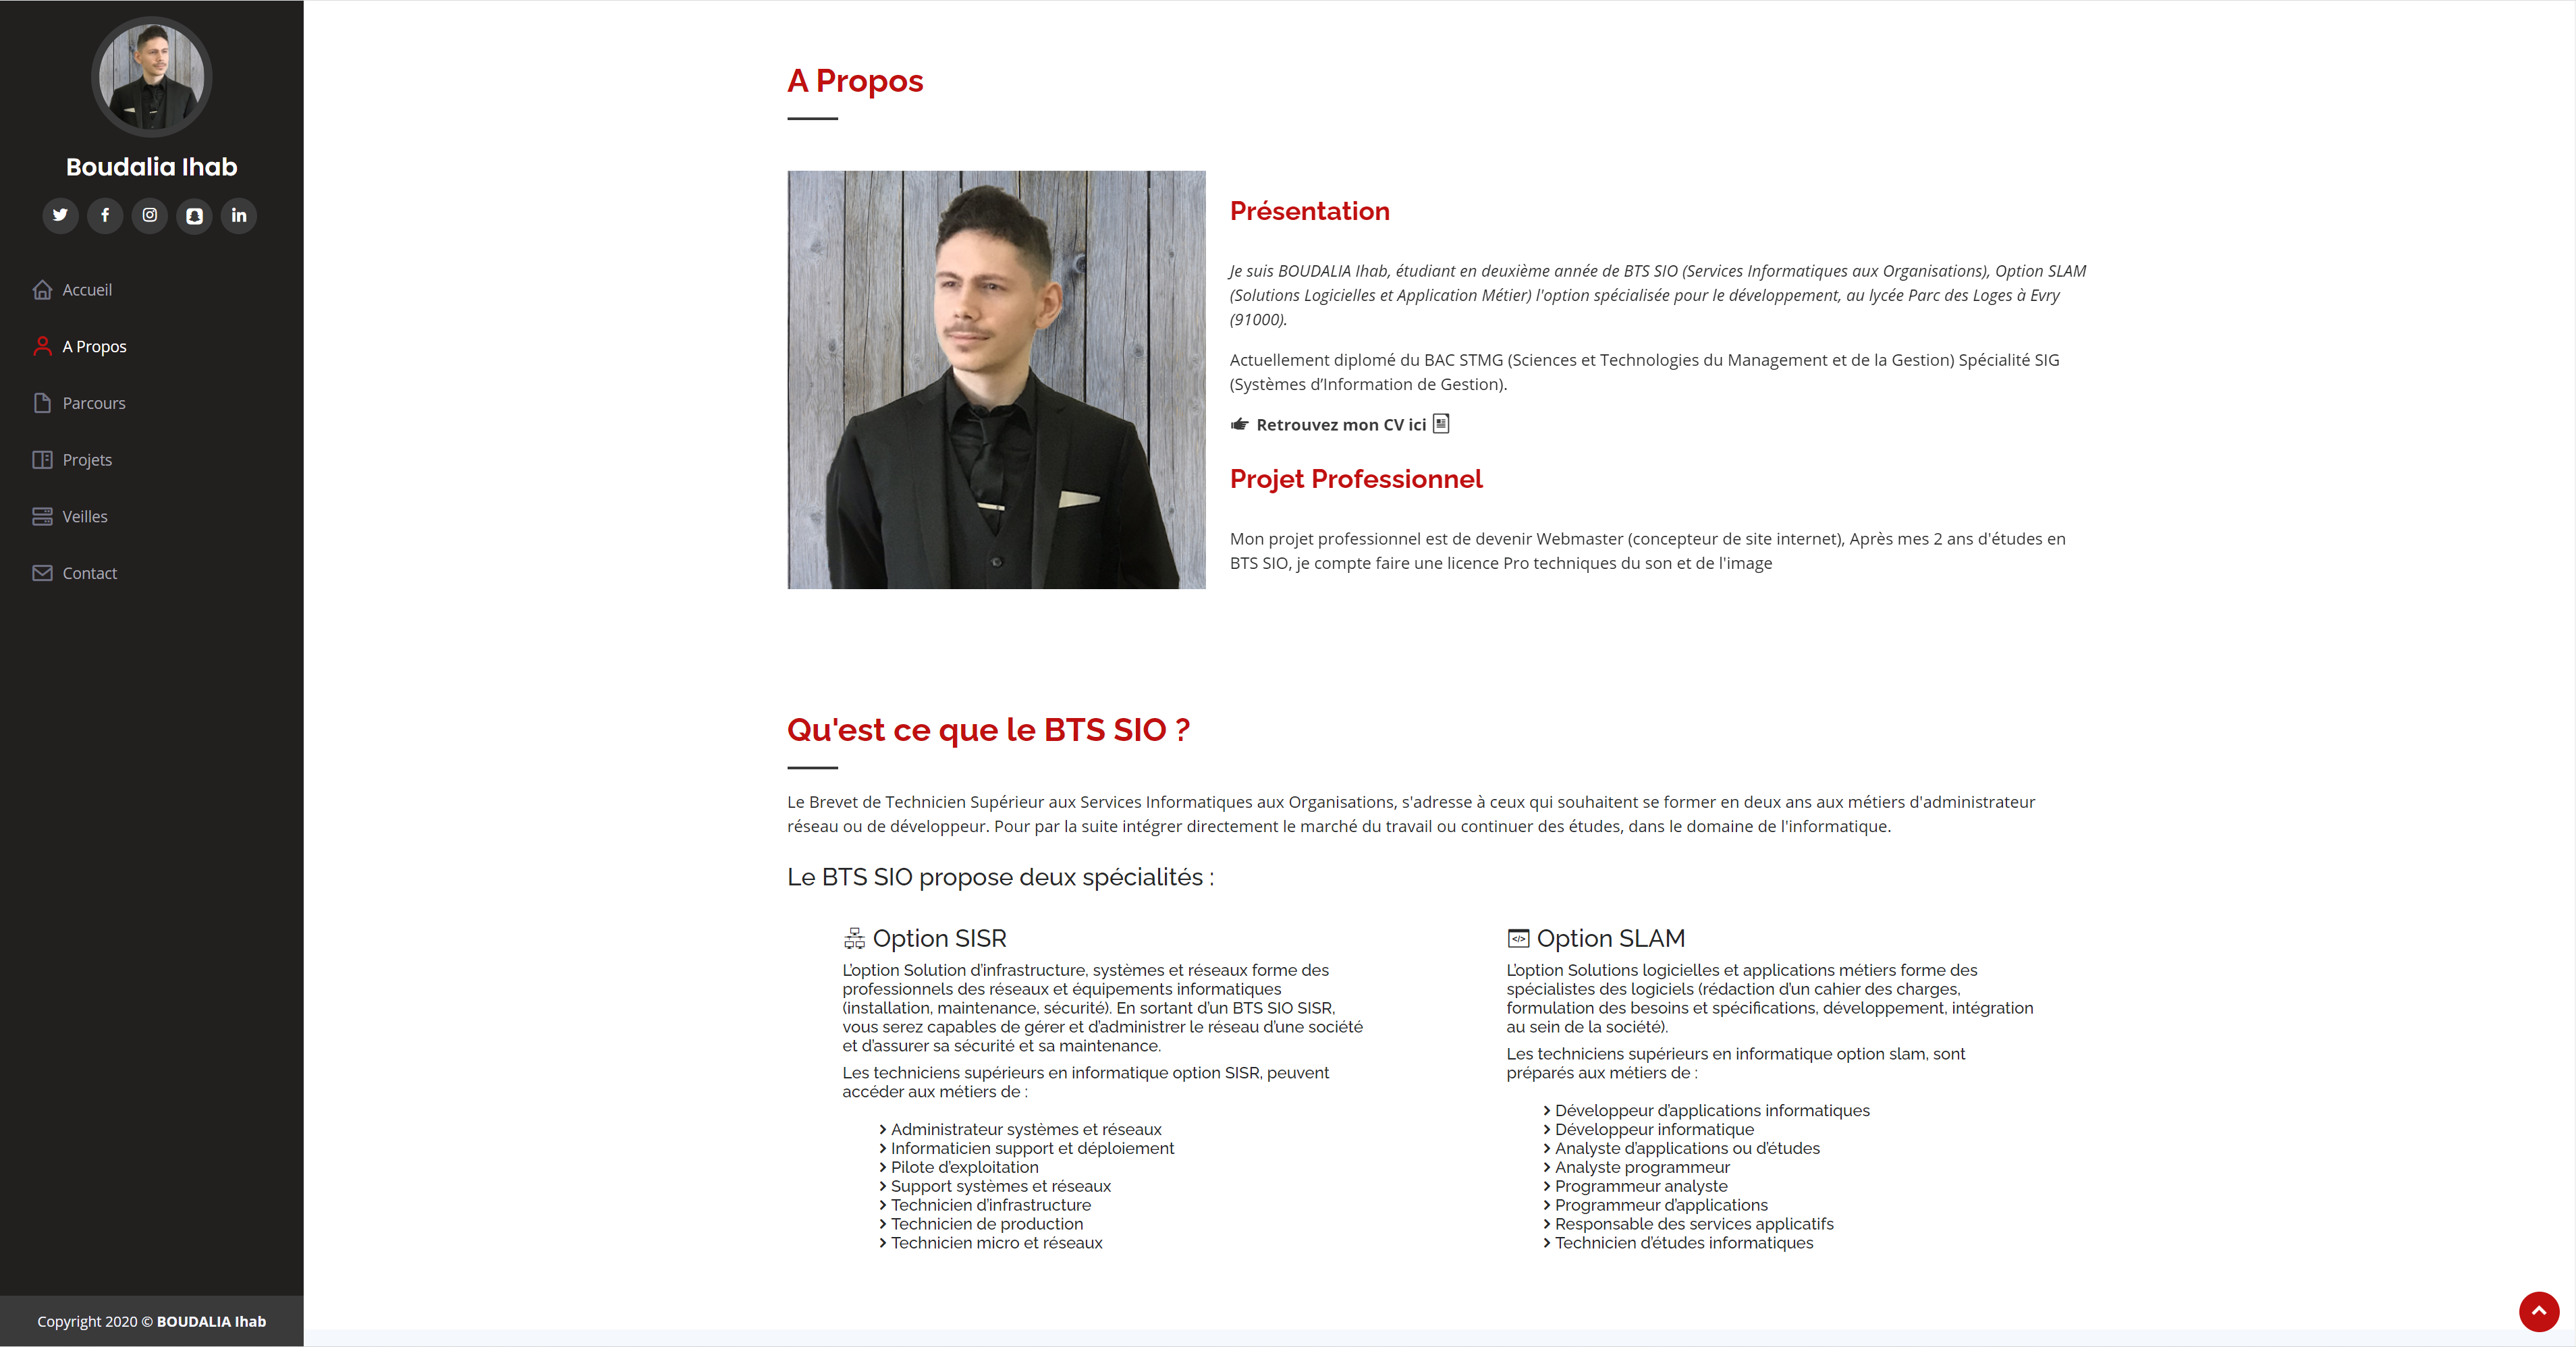 Boudalia Ihab
Accueil
A Propos
Parcours
Projets
Veilles
Contact
Copyright 2020 © BOUDALIA Ihab
A Propos
Présentation
Je suis BOUDALIA Ihab, étudiant en deuxième année de BTS SIO (Services Informatiques aux Organisations), Option SLAM
(Solutions Logicielles et Application Métier) l'option spécialisée pour le développement, au lycée Parc des Loges à Evry
(91000).
Actuellement diplomé du BAC STMG (Sciences et Technologies du Management et de la Gestion) Spécialité SIG
(Systèmes d’Information de Gestion).
Retrouvez mon CV ici
Projet Professionnel
Mon projet professionnel est de devenir Webmaster (concepteur de site internet), Après mes 2 ans d'études en
BTS SIO, je compte faire une licence Pro techniques du son et de l'image
Qu'est ce que le BTS SIO ?
Le Brevet de Technicien Supérieur aux Services Informatiques aux Organisations, s'adresse à ceux qui souhaitent se former en deux ans aux métiers d'administrateur
réseau ou de développeur. Pour par la suite intégrer directement le marché du travail ou continuer des études, dans le domaine de l'informatique.
Le BTS SIO propose deux spécialités :
Option SISR
L’option Solution d’infrastructure, systèmes et réseaux forme des
professionnels des réseaux et équipements informatiques
(installation, maintenance, sécurité). En sortant d’un BTS SIO SISR,
vous serez capables de gérer et d’administrer le réseau d’une société
et d’assurer sa sécurité et sa maintenance.
Les techniciens supérieurs en informatique option SISR, peuvent
accéder aux métiers de :
Administrateur systèmes et réseaux
Informaticien support et déploiement
Pilote d’exploitation
Support systèmes et réseaux
Technicien d’infrastructure
Technicien de production
Technicien micro et réseaux
Option SLAM
L’option Solutions logicielles et applications métiers forme des
spécialistes des logiciels (rédaction d’un cahier des charges,
formulation des besoins et spécifications, développement, intégration
au sein de la société).
Les techniciens supérieurs en informatique option slam, sont
préparés aux métiers de :
Développeur d’applications informatiques
Développeur informatique
Analyste d’applications ou d’études
Analyste programmeur
Programmeur analyste
Programmeur d’applications
Responsable des services applicatifs
Technicien d’études informatiques